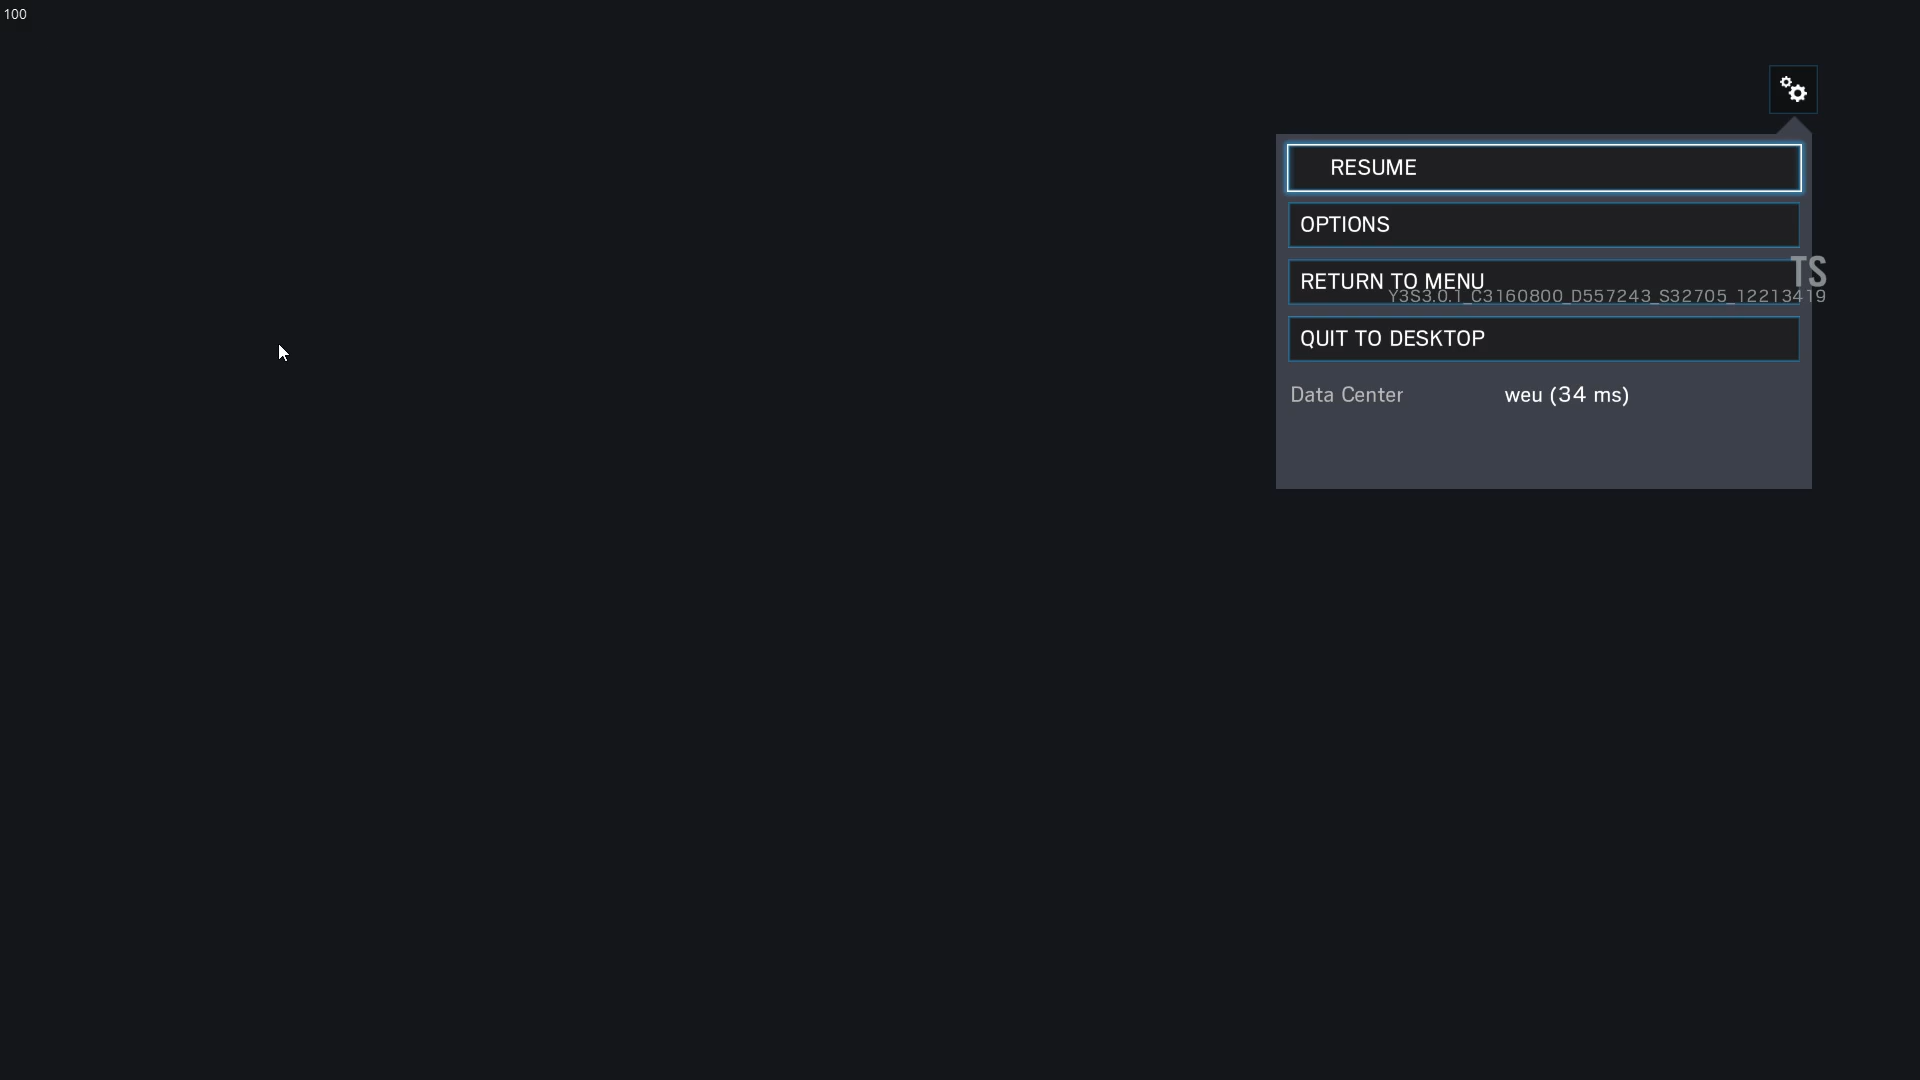 100
RESUME
OPTIONS
TS
RETURN TO MENU
Y3S3.0.1_C3160800_D557243_S32705_12213419
QUIT TO DESKTOP
Data Center weu (34 ms)